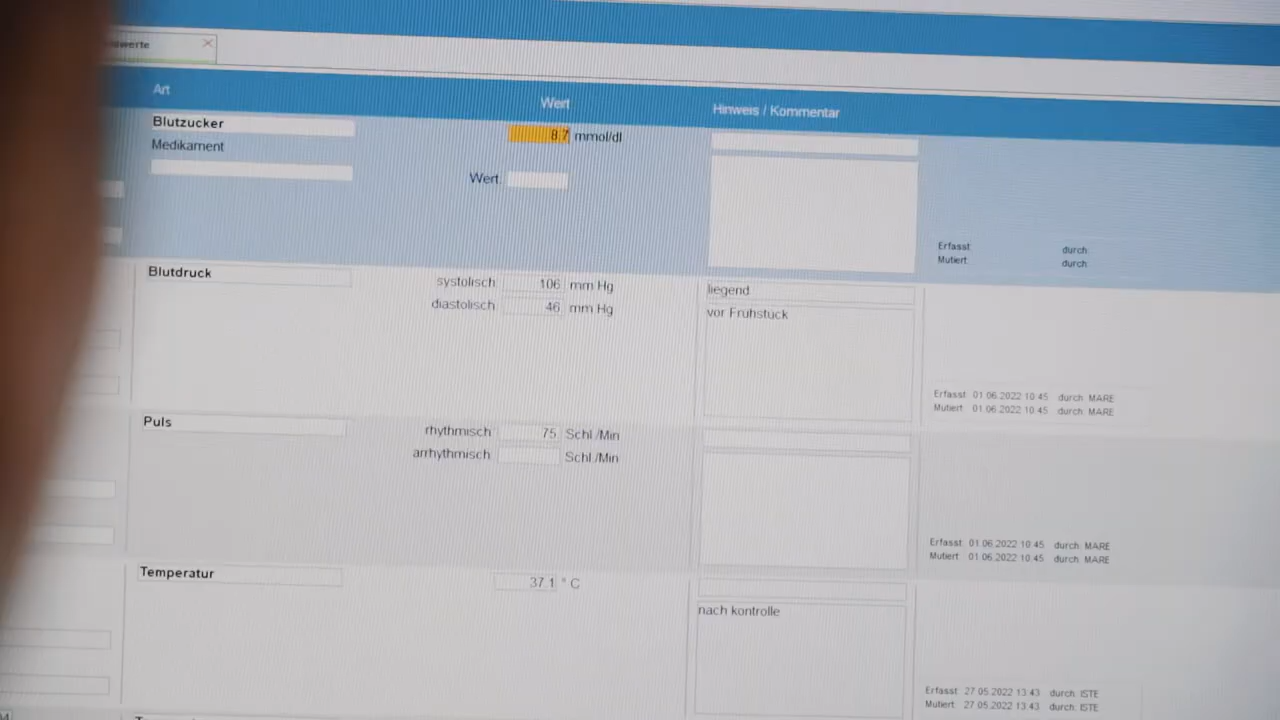 Art Wert Hinweis / Kommentar
Blutzucker 8.7 mmol/dl
Medikament
Wert
Erfasst durch:
Mutiert durch:
Blutdruck systolisch 106 mm Hg liegend
diastolisch 46 mm Hg vor Frühstück
Erfasst 01.06.2022 10:45 durch: MARE
Mutiert 01.06.2022 10:45 durch: MARE
Puls rhythmisch 75 Schl./Min
arrhythmisch Schl./Min
Erfasst 01.06.2022 10:45 durch: MARE
Mutiert 01.06.2022 10:45 durch: MARE
Temperatur 37.1 ° C
nach kontrolle
Erfasst 27.05.2022 13:43 durch: ISTE
Mutiert 27.05.2022 13:43 durch: ISTE